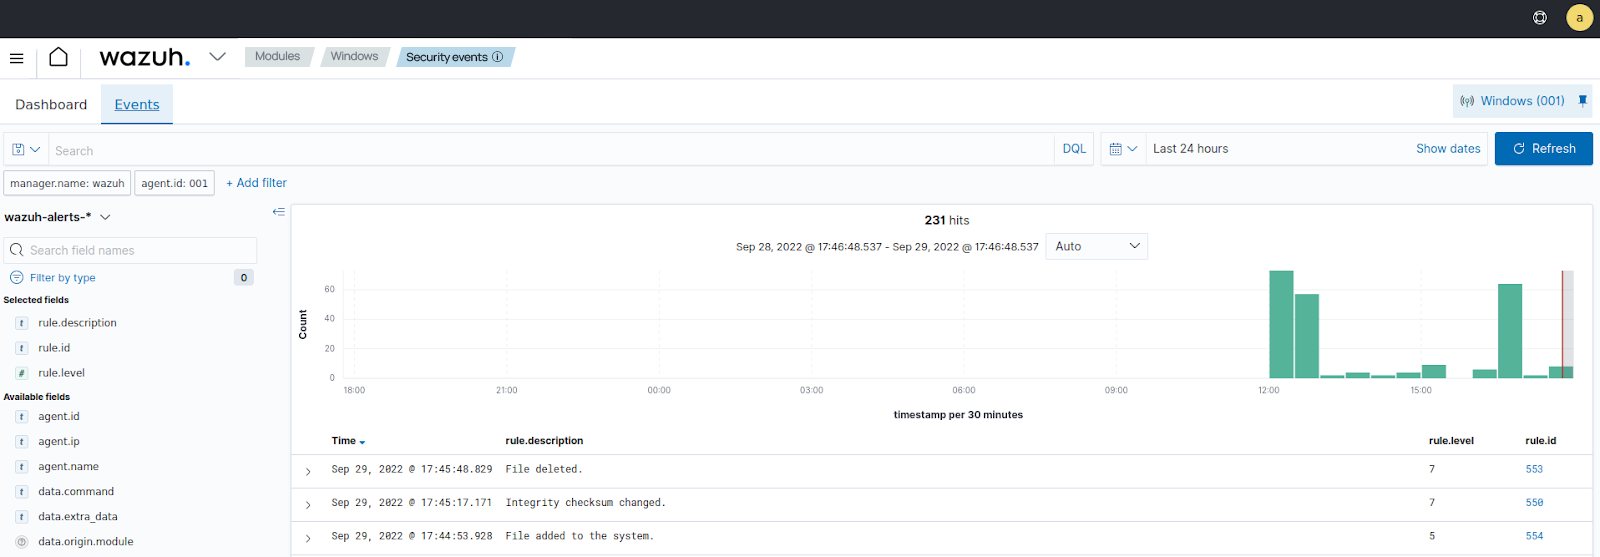 a
wazuh. Modules Windows Security events
Dashboard Events Windows (001)
Search DQL Last 24 hours Show dates Refresh
manager.name: wazuh agent.id: 001 + Add filter
wazuh-alerts-*
Search field names
Filter by type 0
Selected fields
t rule.description
t rule.id
# rule.level
Available fields
t agent.id
t agent.ip
t agent.name
t data.command
t data.extra_data
? data.origin.module
231 hits
Sep 28, 2022 @ 17:46:48.537 - Sep 29, 2022 @ 17:46:48.537 Auto
Count
60
40
20
0
18:00 21:00 00:00 03:00 06:00 09:00 12:00 15:00
timestamp per 30 minutes
Time rule.description rule.level rule.id
Sep 29, 2022 @ 17:45:48.829 File deleted. 7 553
Sep 29, 2022 @ 17:45:17.171 Integrity checksum changed. 7 550
Sep 29, 2022 @ 17:44:53.928 File added to the system. 5 554